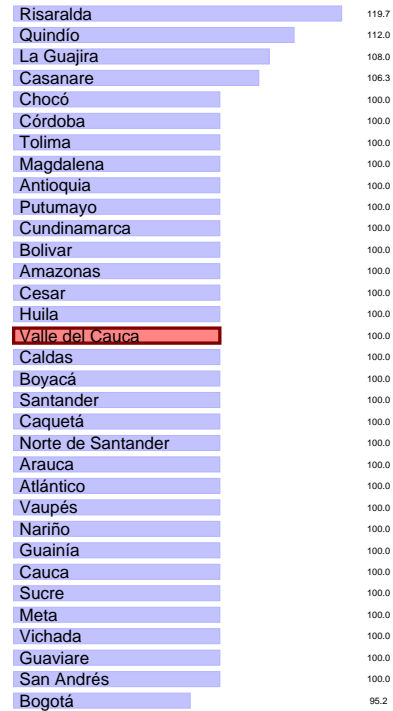 Risaralda 119.7
Quindío 112.0
La Guajira 108.0
Casanare 106.3
Chocó 100.0
Córdoba 100.0
Tolima 100.0
Magdalena 100.0
Antioquia 100.0
Putumayo 100.0
Cundinamarca 100.0
Bolivar 100.0
Amazonas 100.0
Cesar 100.0
Huila 100.0
Valle del Cauca 100.0
Caldas 100.0
Boyacá 100.0
Santander 100.0
Caquetá 100.0
Norte de Santander 100.0
Arauca 100.0
Atlántico 100.0
Vaupés 100.0
Nariño 100.0
Guainía 100.0
Cauca 100.0
Sucre 100.0
Meta 100.0
Vichada 100.0
Guaviare 100.0
San Andrés 100.0
Bogotá 95.2